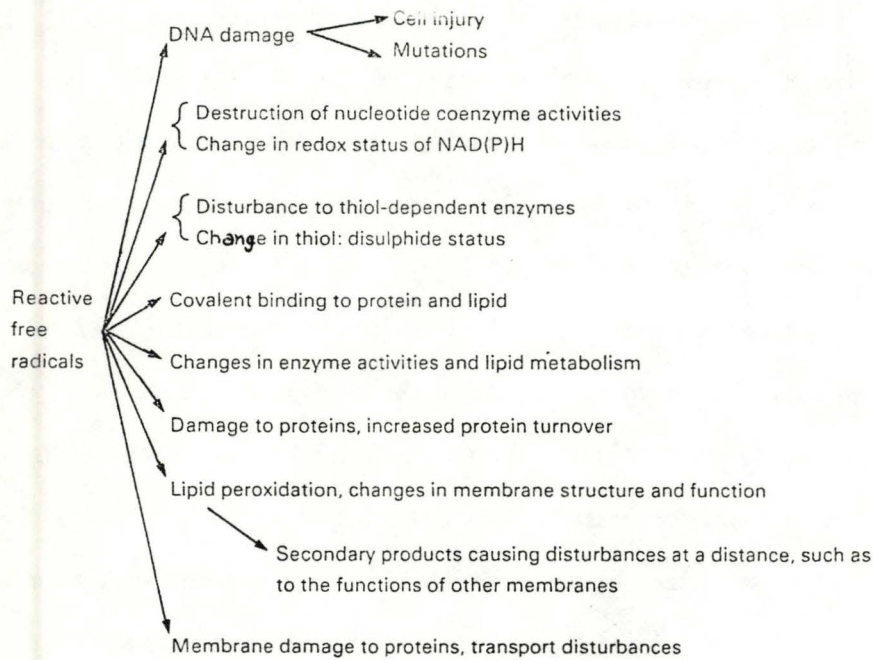 Cell injury
DNA damage
Mutations
Destruction of nucleotide coenzyme activities
Change in redox status of NAD(P)H
Disturbance to thiol-dependent enzymes
Change in thiol: disulphide status
Reactive
free
radicals
Covalent binding to protein and lipid
Changes in enzyme activities and lipid metabolism
Damage to proteins, increased protein turnover
Lipid peroxidation, changes in membrane structure and function
Secondary products causing disturbances at a distance, such as
to the functions of other membranes
Membrane damage to proteins, transport disturbances